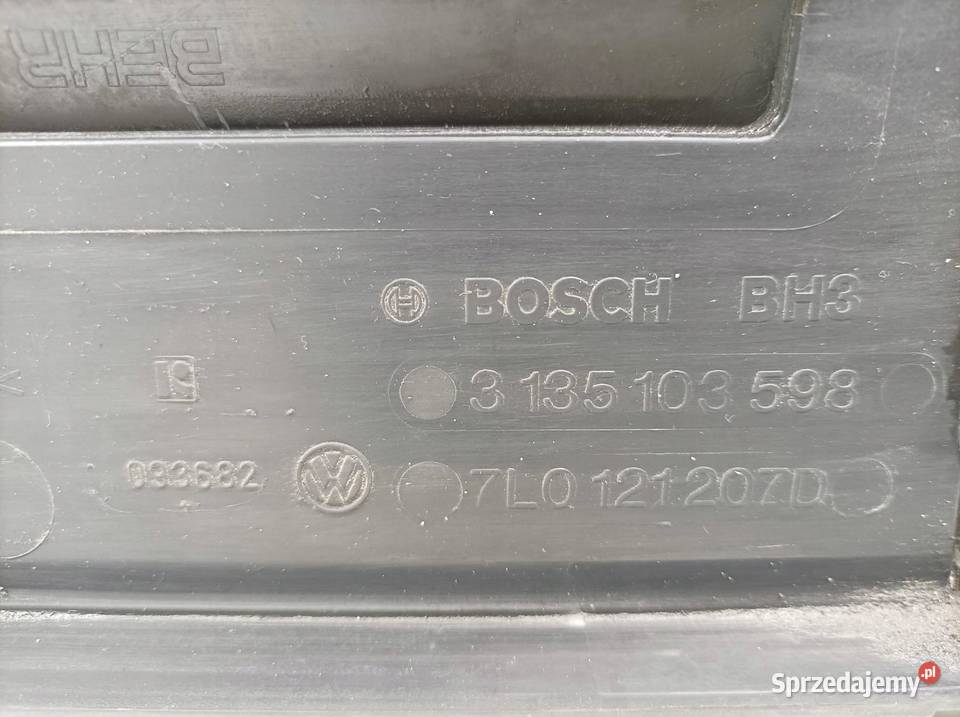 BEHR
BOSCH BH3
3 135 103 598
093682
7L0 121 207D
Sprzedajemy.pl